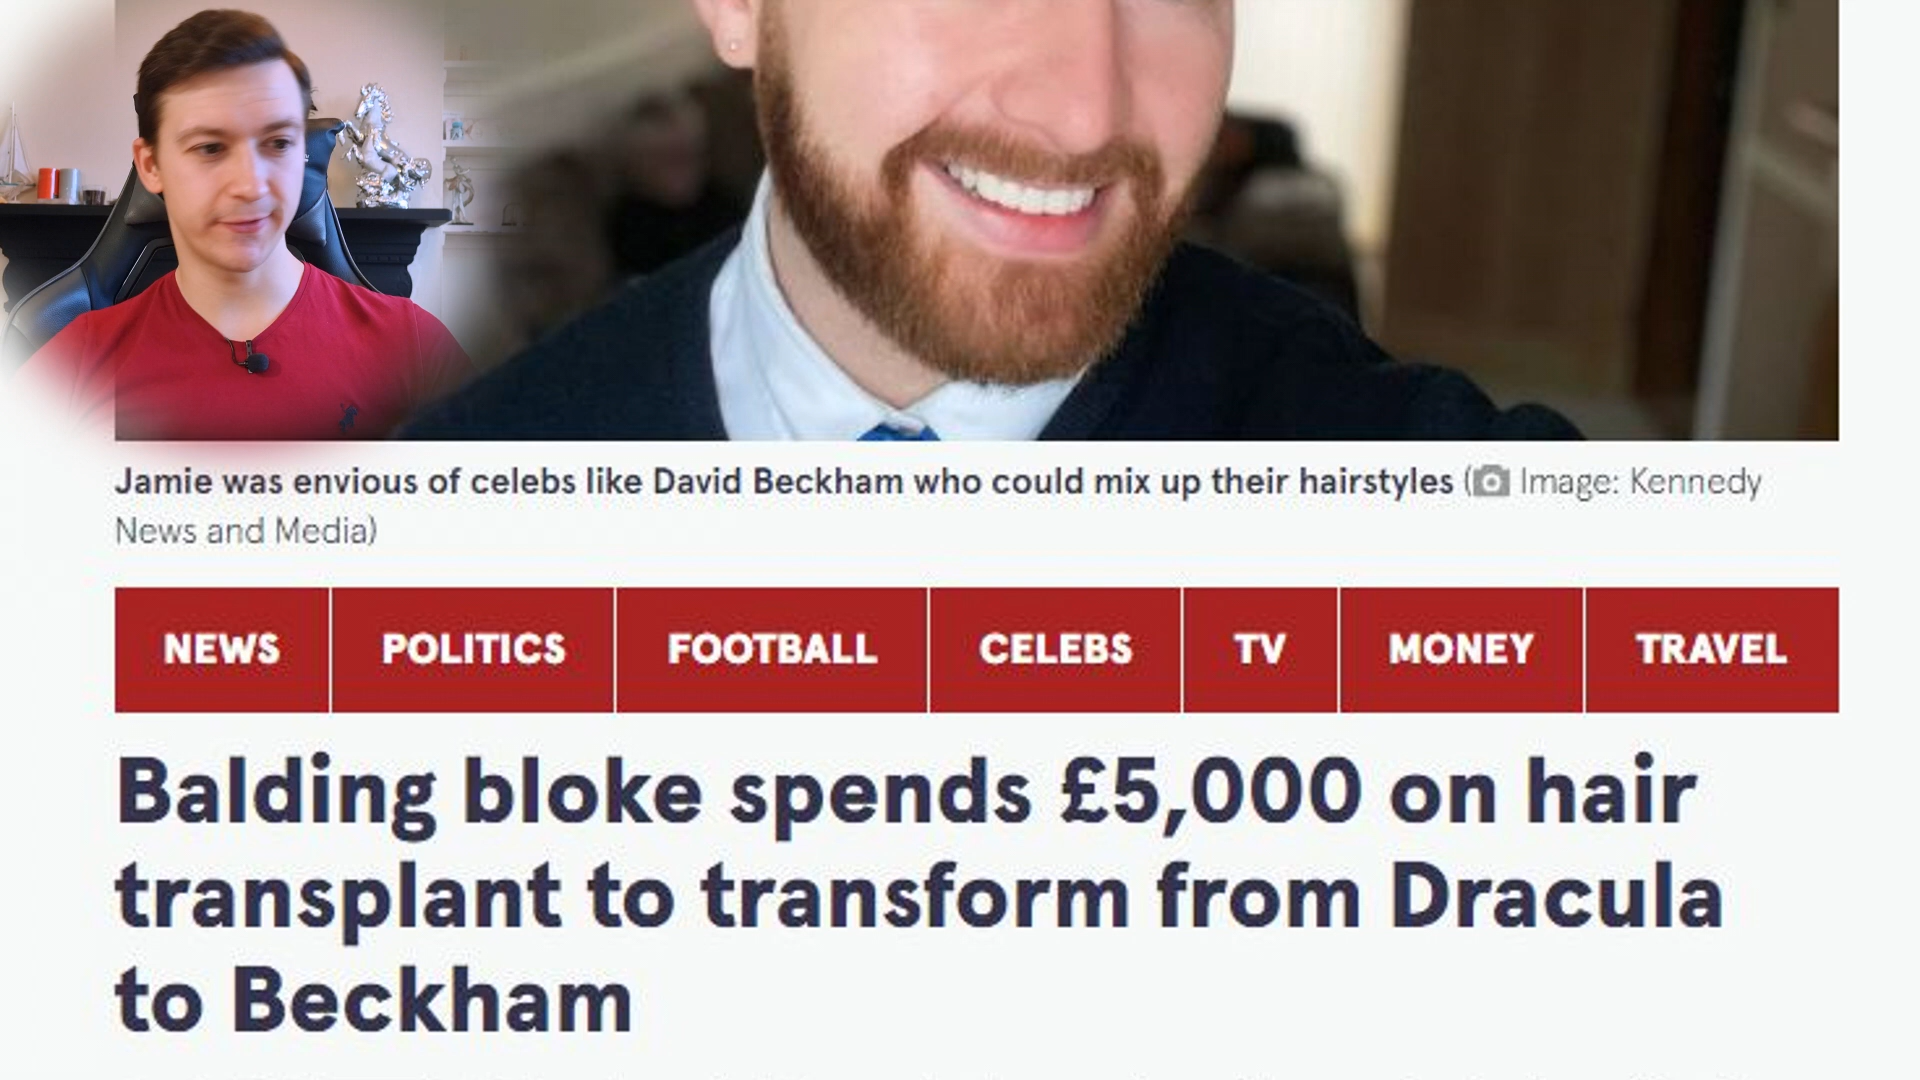 Jamie was envious of celebs like David Beckham who could mix up their hairstyles (Image: Kennedy
News and Media)
NEWS POLITICS FOOTBALL CELEBS TV MONEY TRAVEL
Balding bloke spends £5,000 on hair
transplant to transform from Dracula
to Beckham